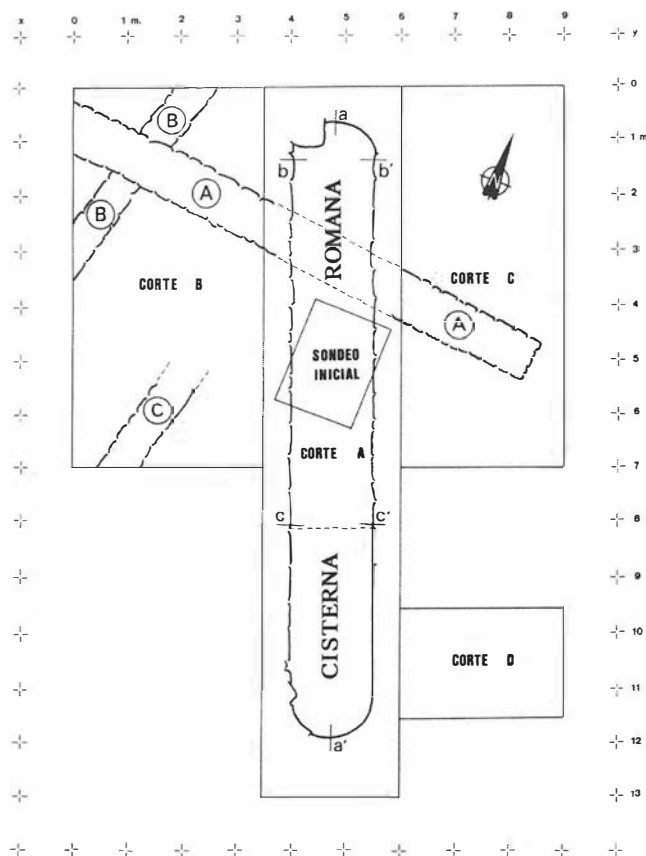 x 0 1 m. 2 3 4 5 6 7 8 9 y
0
1 m
2
3
4
5
6
7
8
9
10
11
12
13
a
b b'
B
A
B
ROMANA
N
CORTE B
CORTE C
A
SONDEO
INICIAL
C
CORTE A
c c'
CISTERNA
CORTE D
a'